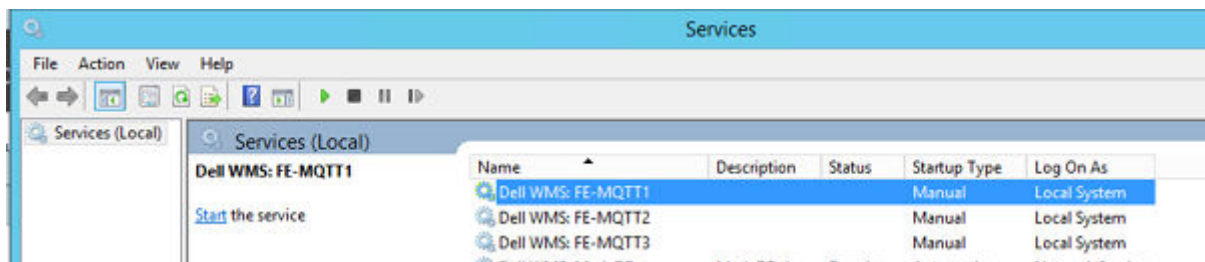 Services
File Action View Help
Services (Local)
Services (Local)
Dell WMS: FE-MQTT1
Start the service
Name Description Status Startup Type Log On As
Dell WMS: FE-MQTT1 Manual Local System
Dell WMS: FE-MQTT2 Manual Local System
Dell WMS: FE-MQTT3 Manual Local System